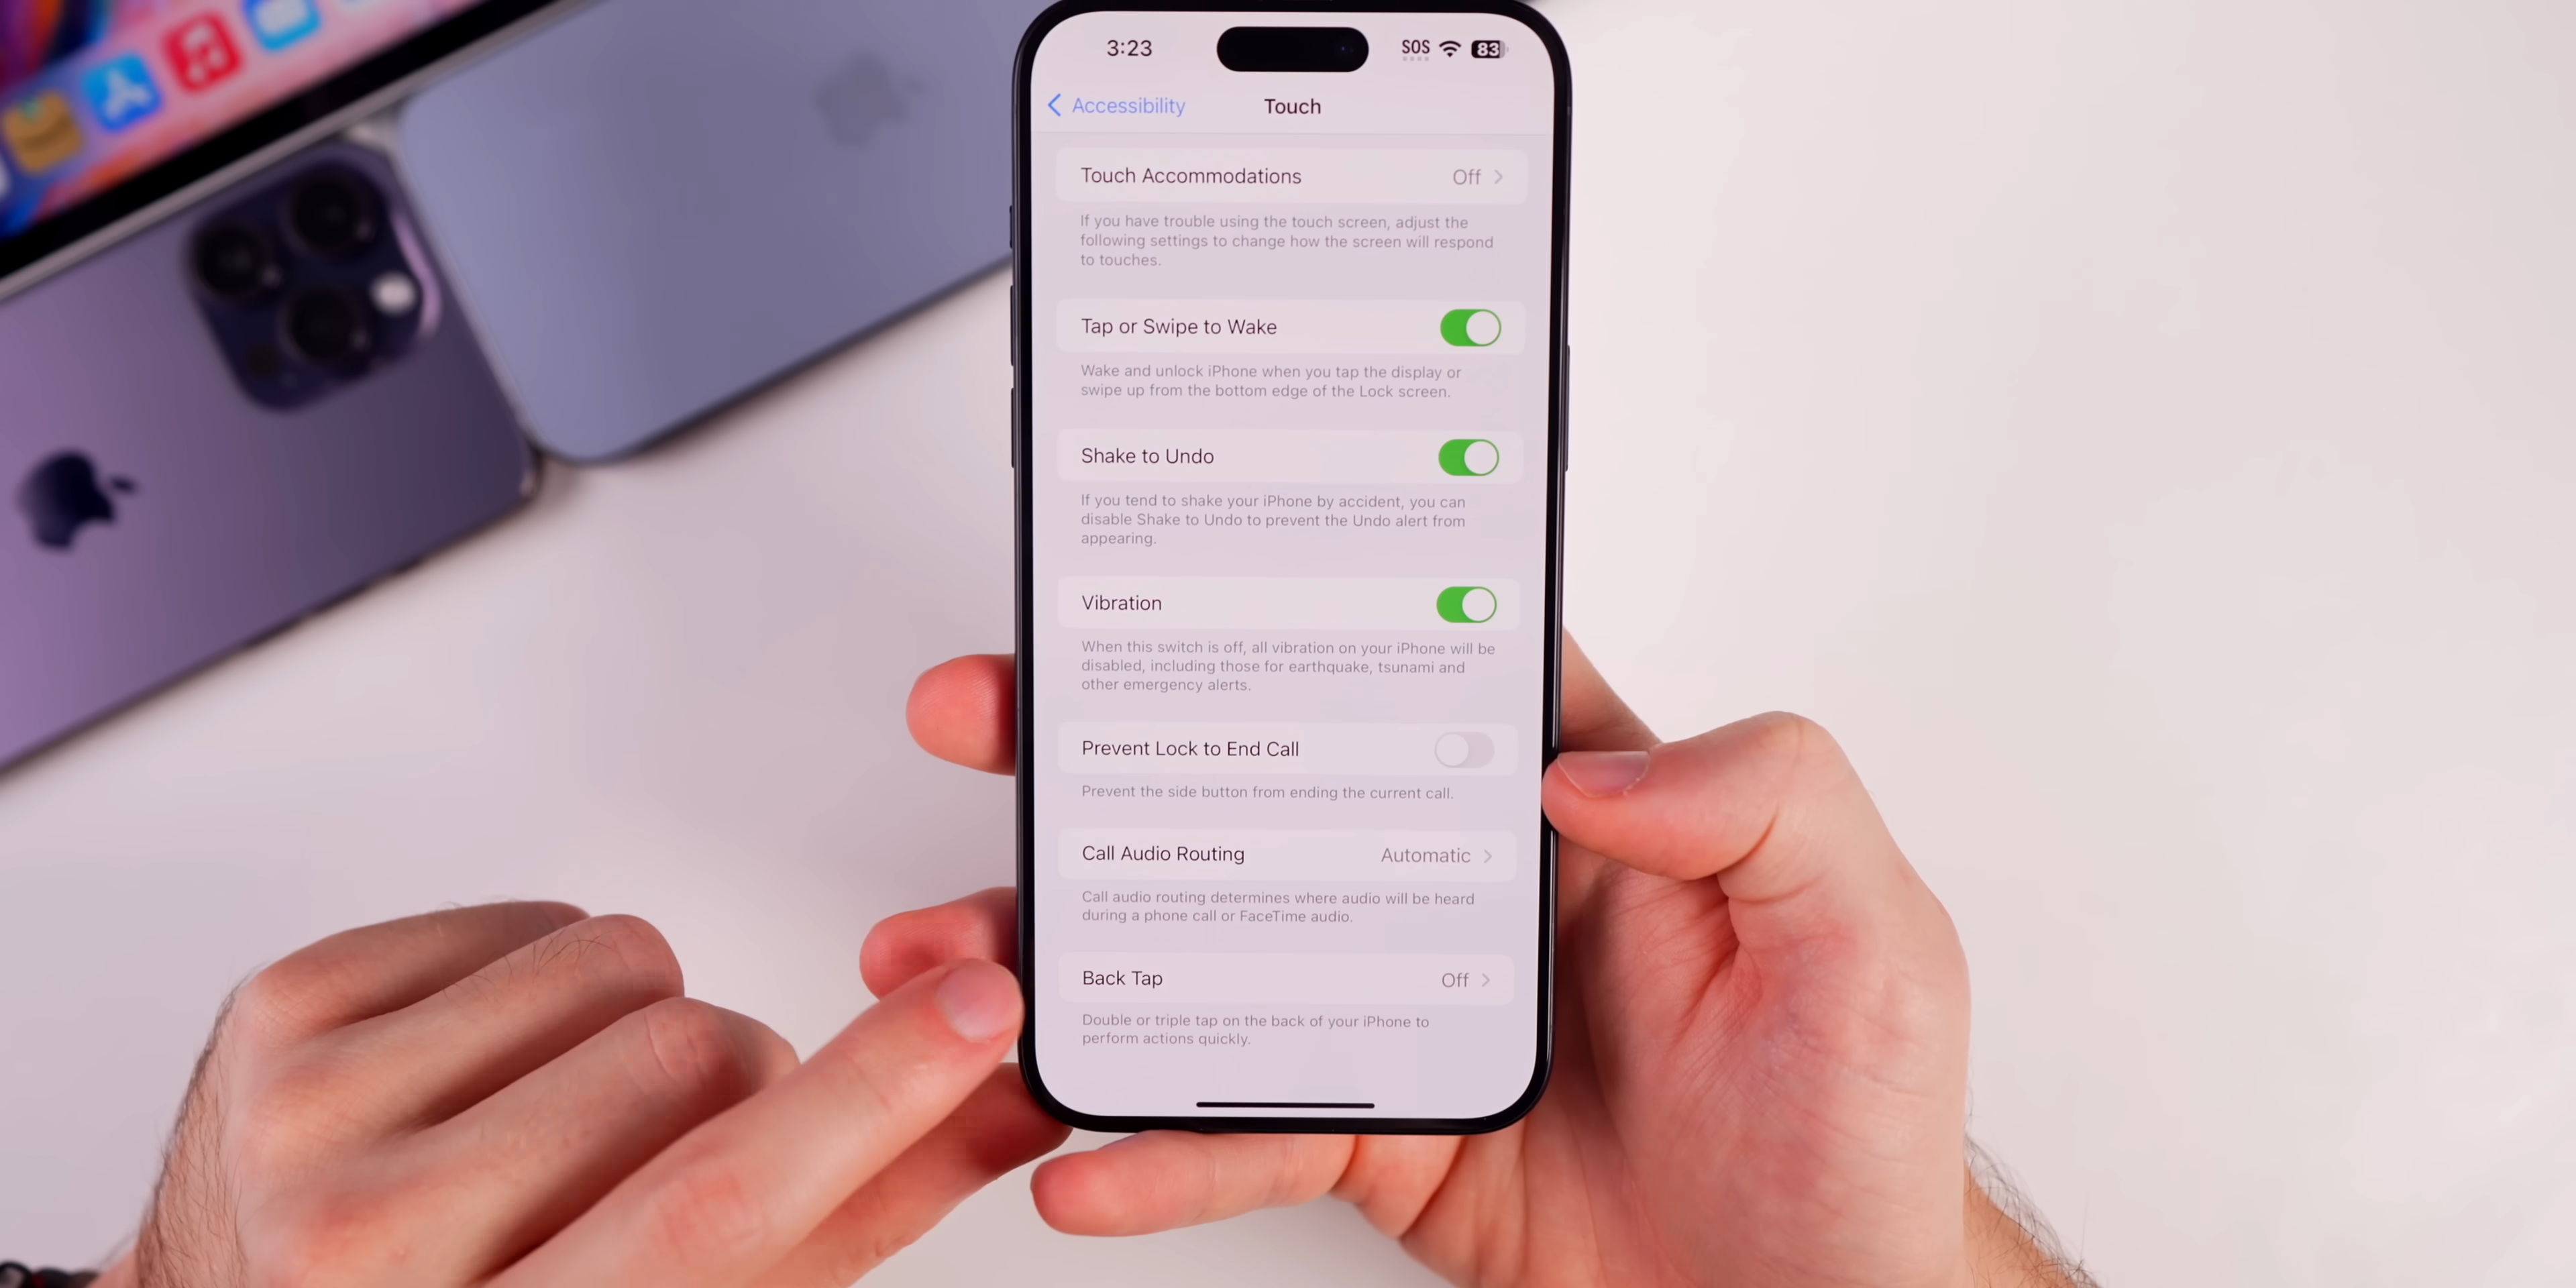 3:23
SOS
83
Accessibility
Touch
Touch Accommodations
Off
If you have trouble using the touch screen, adjust the
following settings to change how the screen will respond
to touches.
Tap or Swipe to Wake
Wake and unlock iPhone when you tap the display or
swipe up from the bottom edge of the Lock screen.
Shake to Undo
If you tend to shake your iPhone by accident, you can
disable Shake to Undo to prevent the Undo alert from
appearing.
Vibration
When this switch is off, all vibration on your iPhone will be
disabled, including those for earthquake, tsunami and
other emergency alerts.
Prevent Lock to End Call
Prevent the side button from ending the current call.
Call Audio Routing
Automatic
Call audio routing determines where audio will be heard
during a phone call or FaceTime audio.
Back Tap
Off
Double or triple tap on the back of your iPhone to
perform actions quickly.